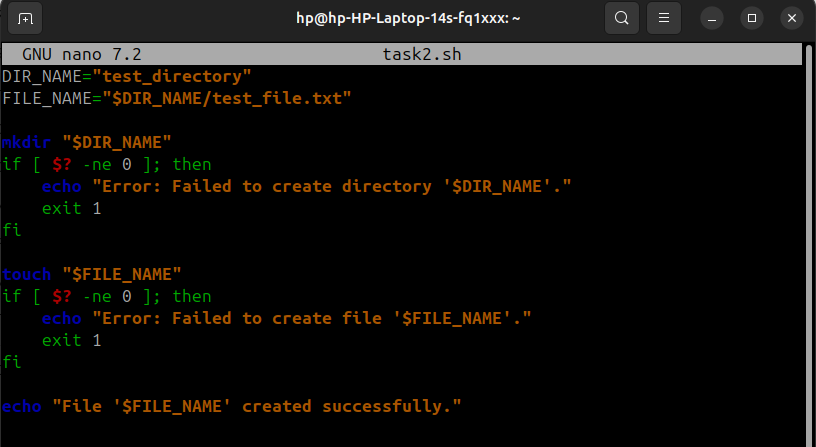 hp@hp-HP-Laptop-14s-fq1xxx: ~
GNU nano 7.2 task2.sh
DIR_NAME="test_directory"
FILE_NAME="$DIR_NAME/test_file.txt"

mkdir "$DIR_NAME"
if [ $? -ne 0 ]; then
    echo "Error: Failed to create directory '$DIR_NAME'."
    exit 1
fi

touch "$FILE_NAME"
if [ $? -ne 0 ]; then
    echo "Error: Failed to create file '$FILE_NAME'."
    exit 1
fi

echo "File '$FILE_NAME' created successfully."